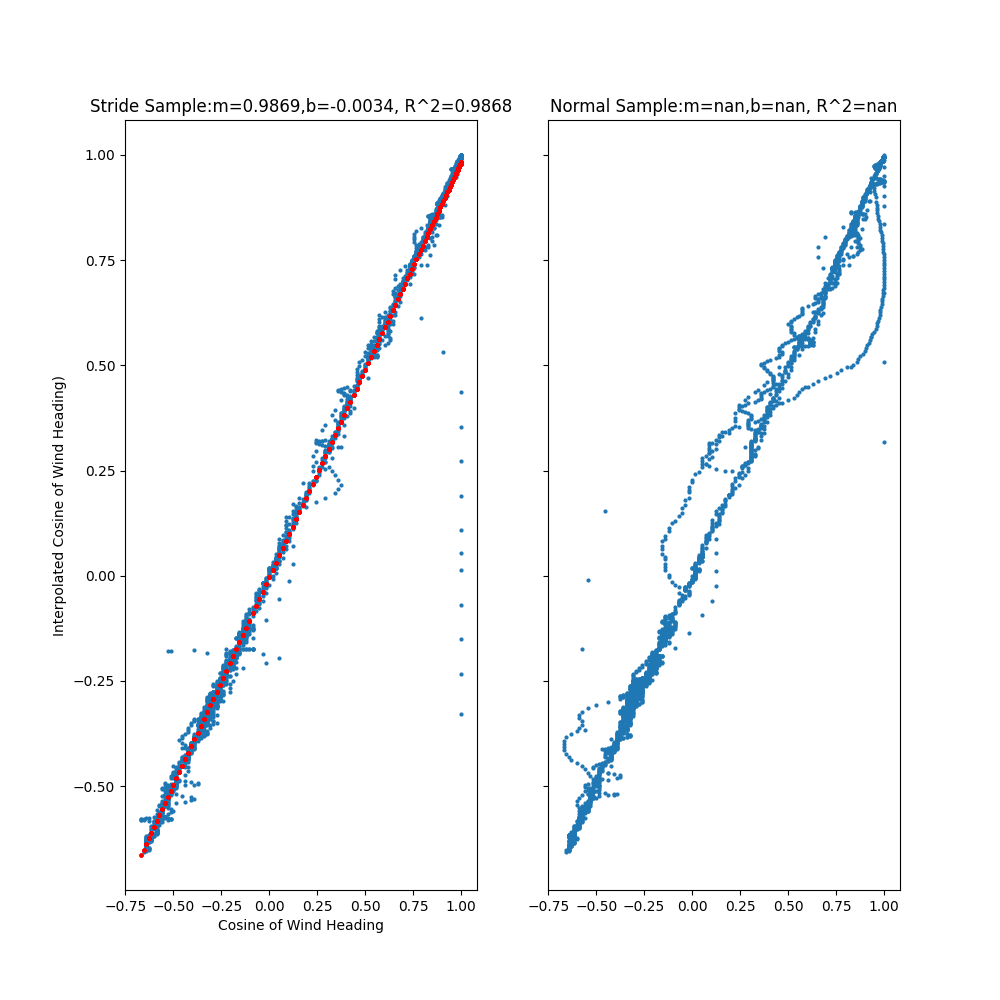 Stride Sample:m=0.9869,b=-0.0034, R^2=0.9868
Normal Sample:m=nan,b=nan, R^2=nan
1.00
0.75
0.50
0.25
0.00
−0.25
−0.50
Interpolated Cosine of Wind Heading)
−0.75 −0.50 −0.25 0.00 0.25 0.50 0.75 1.00
−0.75 −0.50 −0.25 0.00 0.25 0.50 0.75 1.00
Cosine of Wind Heading